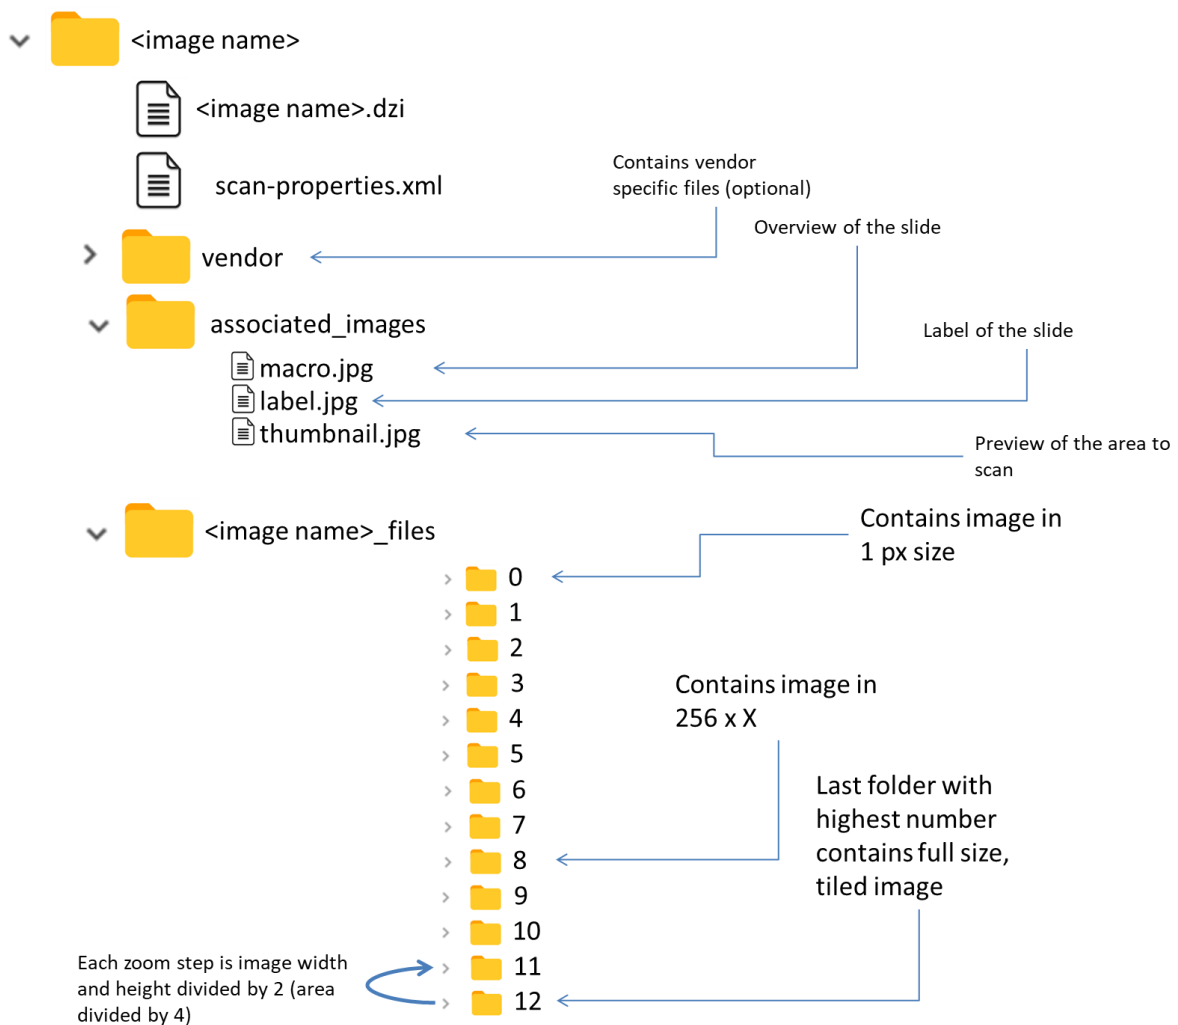 <image name>
<image name>.dzi
scan-properties.xml
Contains vendor
specific files (optional)
Overview of the slide
vendor
associated_images
Label of the slide
macro.jpg
label.jpg
thumbnail.jpg
Preview of the area to
scan
<image name>_files
Contains image in
1 px size
0
1
2
3
4
5
6
7
8
9
10
11
12
Contains image in
256 x X
Last folder with
highest number
contains full size,
tiled image
Each zoom step is image width
and height divided by 2 (area
divided by 4)